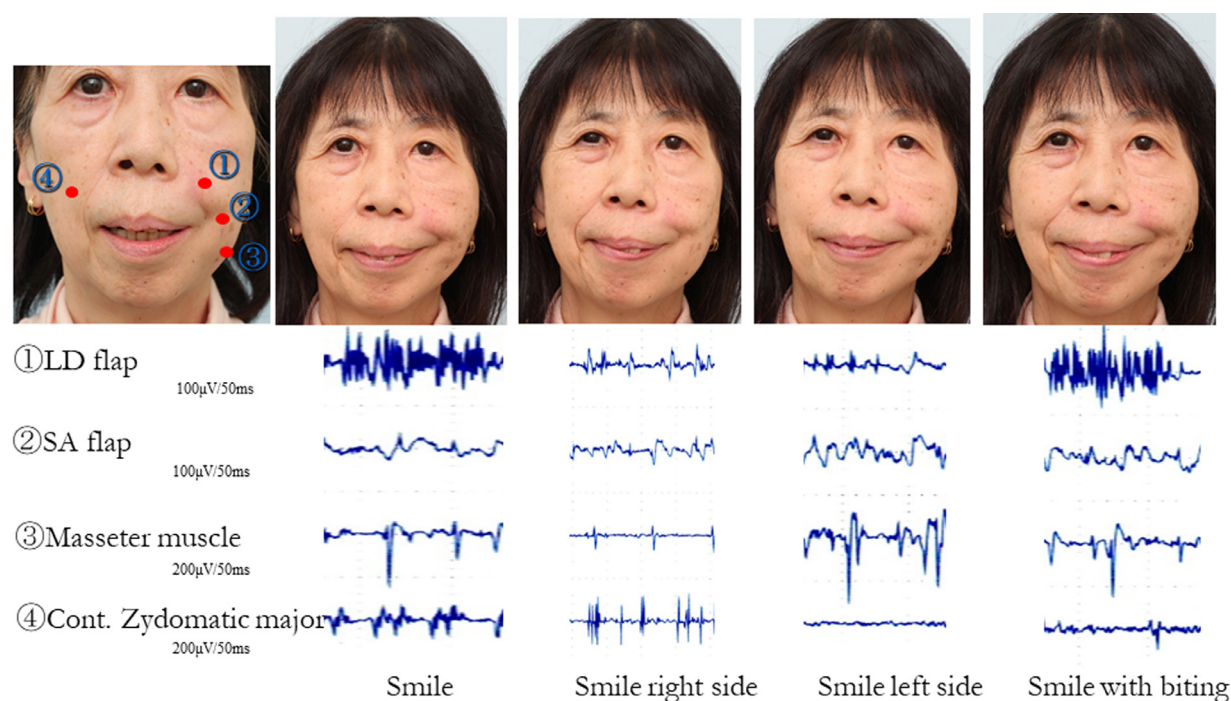 ①
④
②
③
①LD flap
100μV/50ms
②SA flap
100μV/50ms
③Masseter muscle
200μV/50ms
④Cont. Zydomatic major
200μV/50ms
Smile Smile right side Smile left side Smile with biting